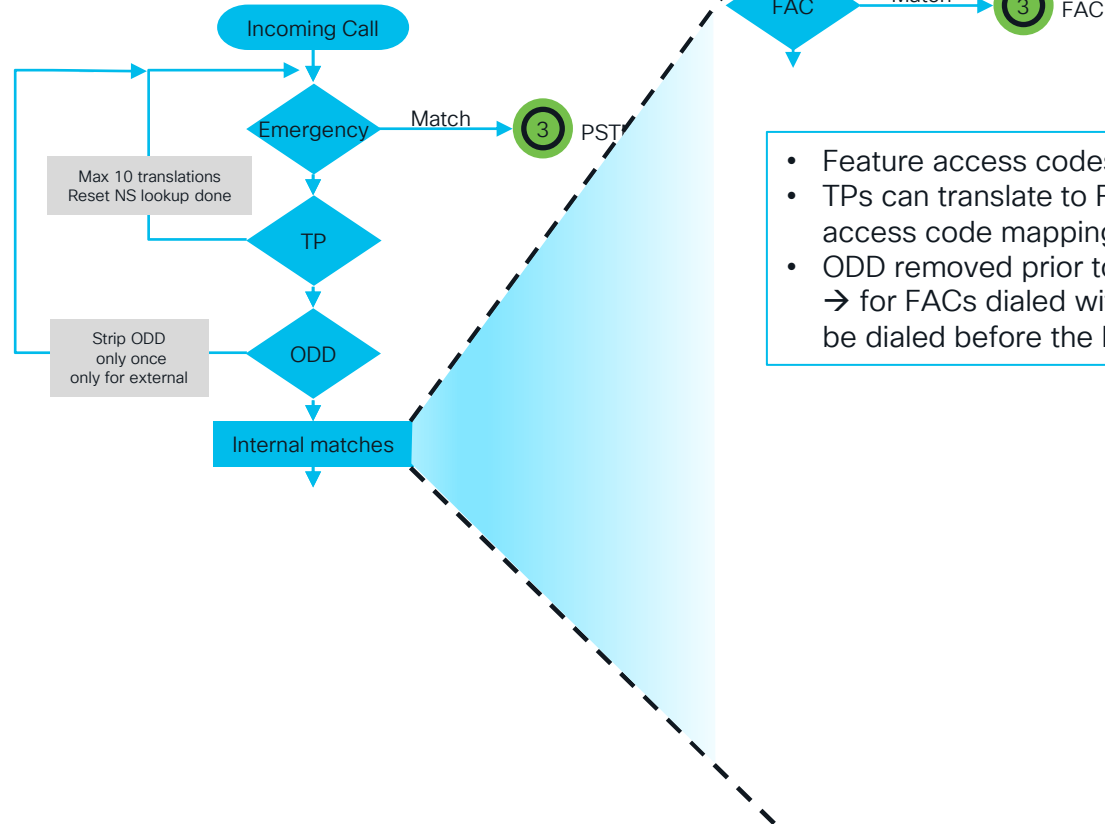 FAC
Match
3
FAC
Incoming Call
Emergency
Match
3
PST
Max 10 translations
Reset NS lookup done
TP
Strip ODD
only once
only for external
ODD
Internal matches
• Feature access codes
• TPs can translate to F
access code mapping
• ODD removed prior to
→ for FACs dialed wi
be dialed before the